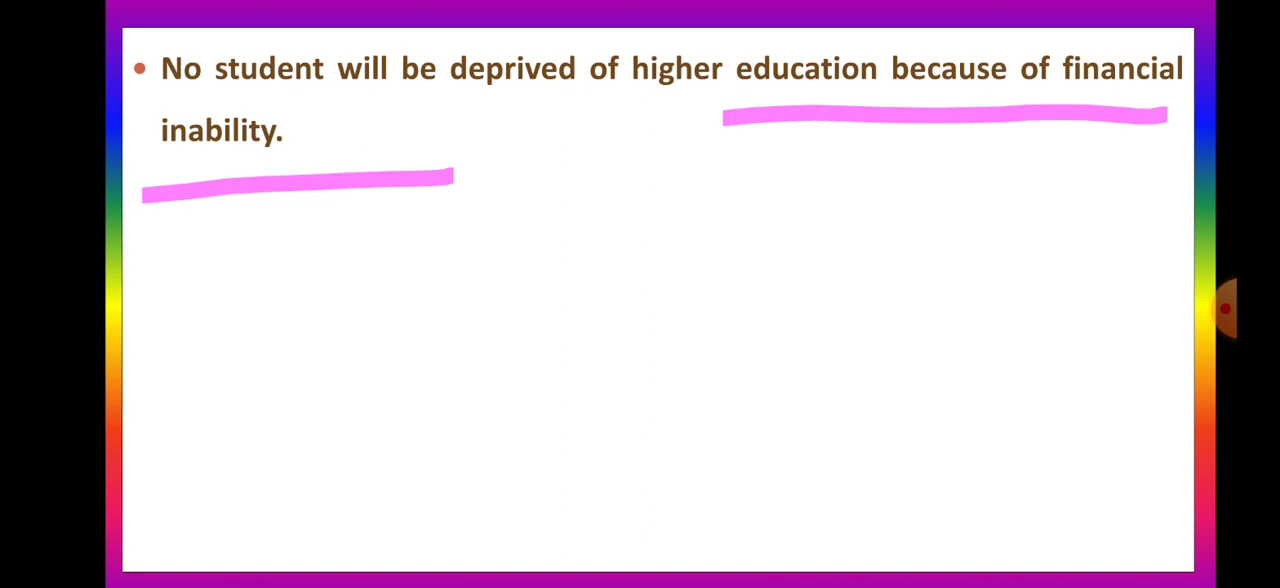 • No student will be deprived of higher education because of financial
inability.